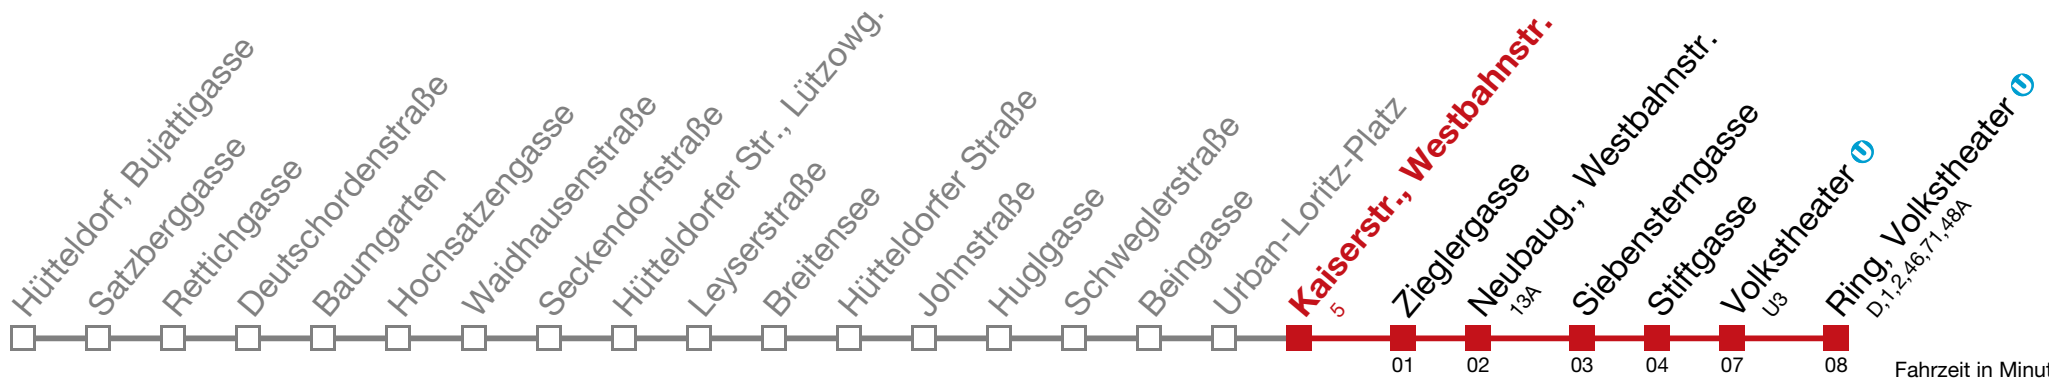 Hütteldorf, Bujattigasse
Satzberggasse
Rettichgasse
Deutschordenstraße
Baumgarten
Hochsatzengasse
Waidhausenstraße
Seckendorfstraße
Hütteldorfer Str., Lützowg.
Leyserstraße
Breitensee
Hütteldorfer Straße
Johnstraße
Huglgasse
Schweglerstraße
Beingasse
Urban-Loritz-Platz
Kaiserstr., Westbahnstr.
5
Zieglergasse
Neubaug., Westbahnstr.
13A
Siebensterngasse
Stiftgasse
Volkstheater U
U3
Ring, Volkstheater U
D,1,2,46,71,48A
01 02 03 04 07 08 Fahrzeit in Minut